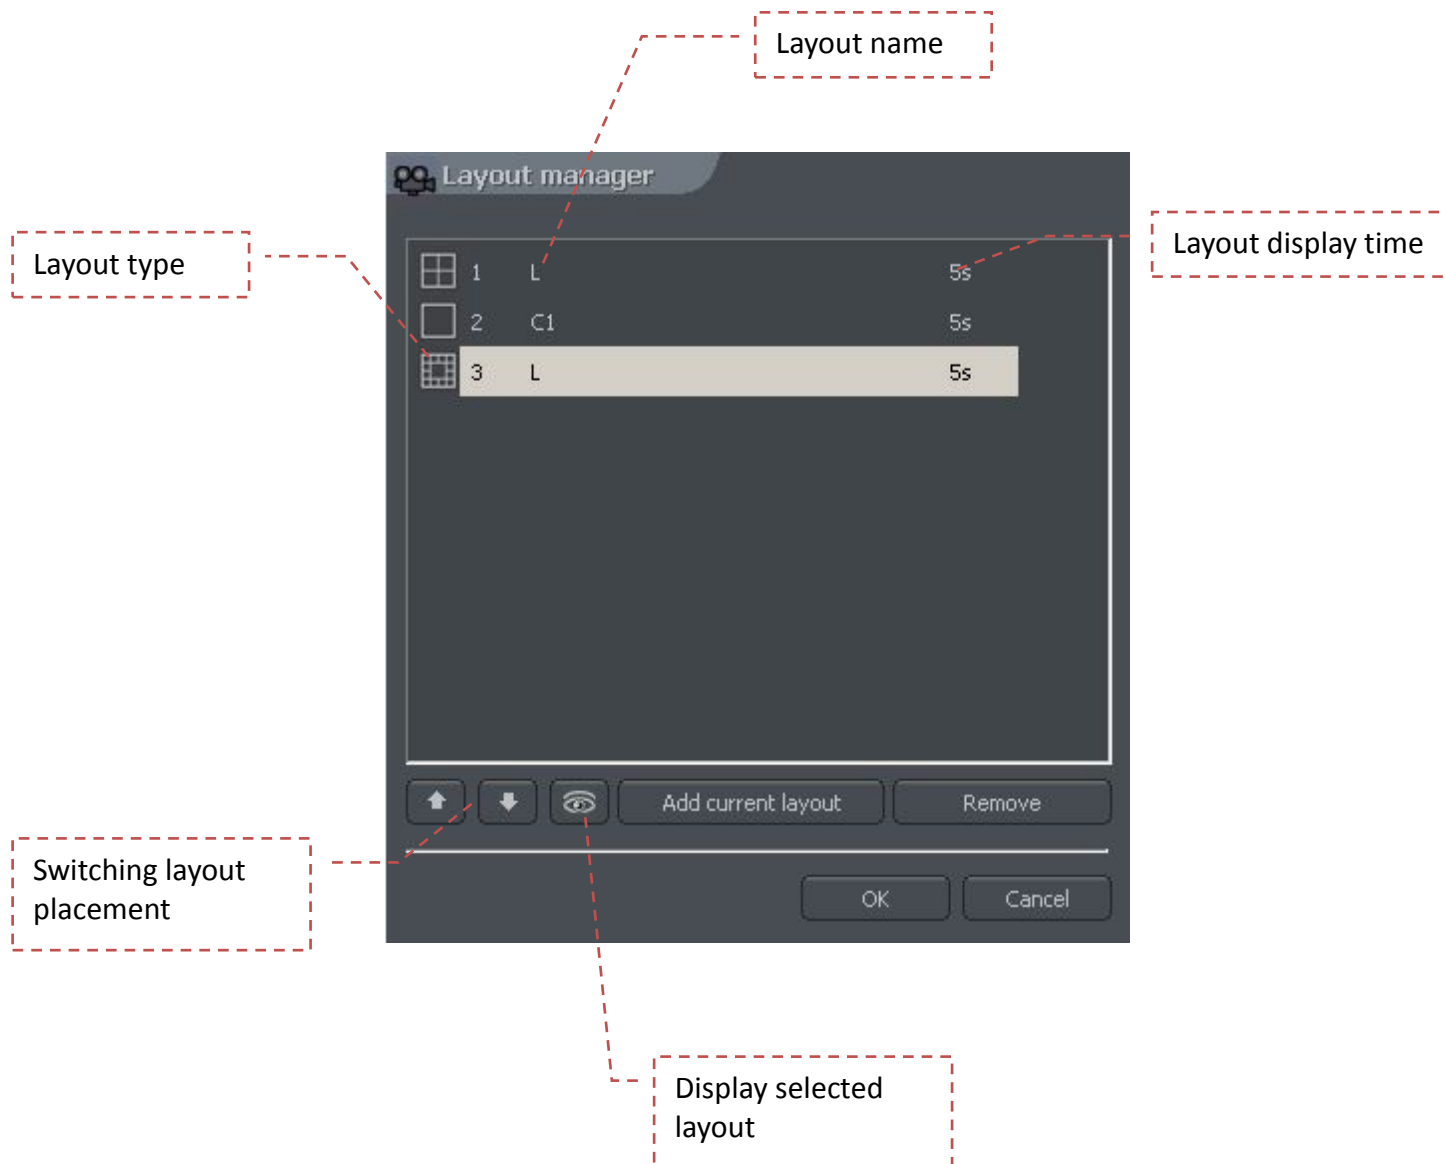 Layout name
Layout manager
Layout type
Layout display time
1 L 5s
2 C1 5s
3 L 5s
Add current layout
Remove
Switching layout
placement
OK
Cancel
Display selected
layout